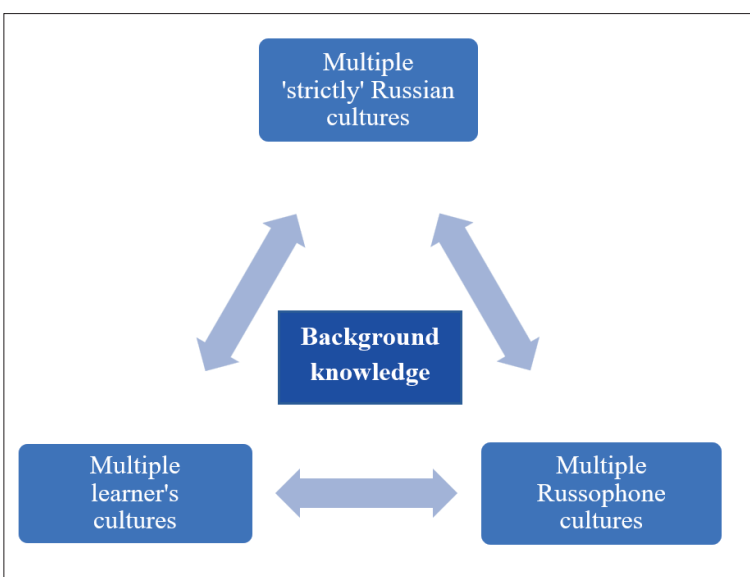 Multiple
'strictly' Russian
cultures
Background
knowledge
Multiple
learner's
cultures
Multiple
Russophone
cultures